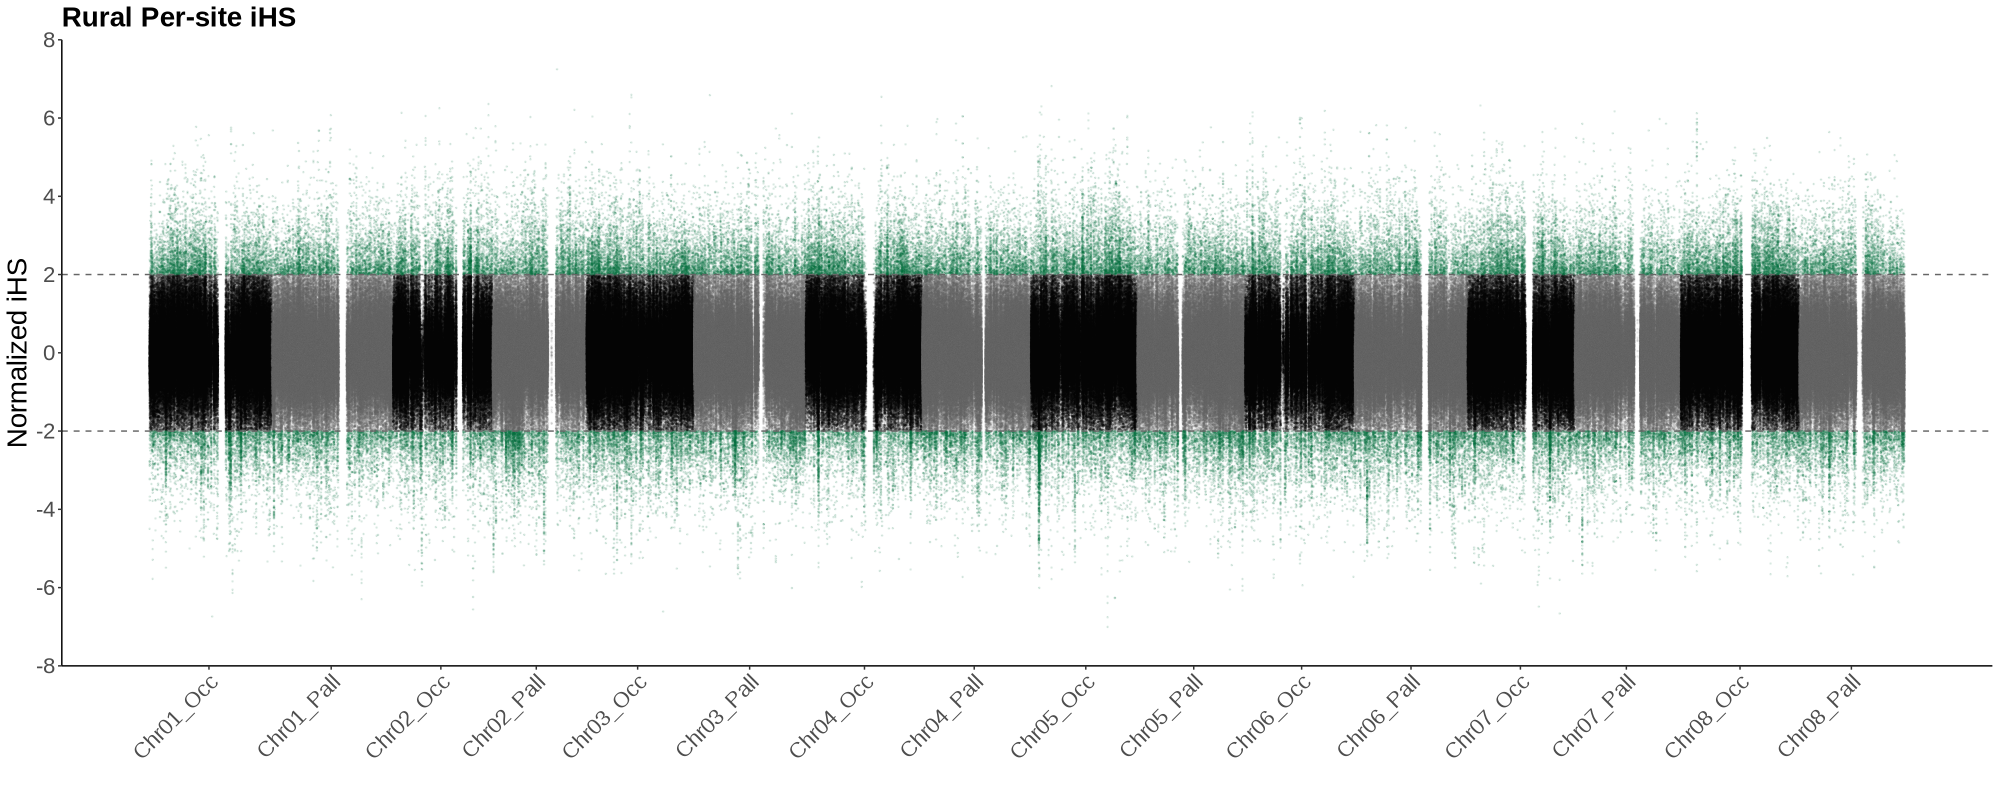 Rural Per-site iHS
Normalized iHS
8
6
4
2
0
-2
-4
-6
-8
Chr01_Occ
Chr01_Pall
Chr02_Occ
Chr02_Pall
Chr03_Occ
Chr03_Pall
Chr04_Occ
Chr04_Pall
Chr05_Occ
Chr05_Pall
Chr06_Occ
Chr06_Pall
Chr07_Occ
Chr07_Pall
Chr08_Occ
Chr08_Pall